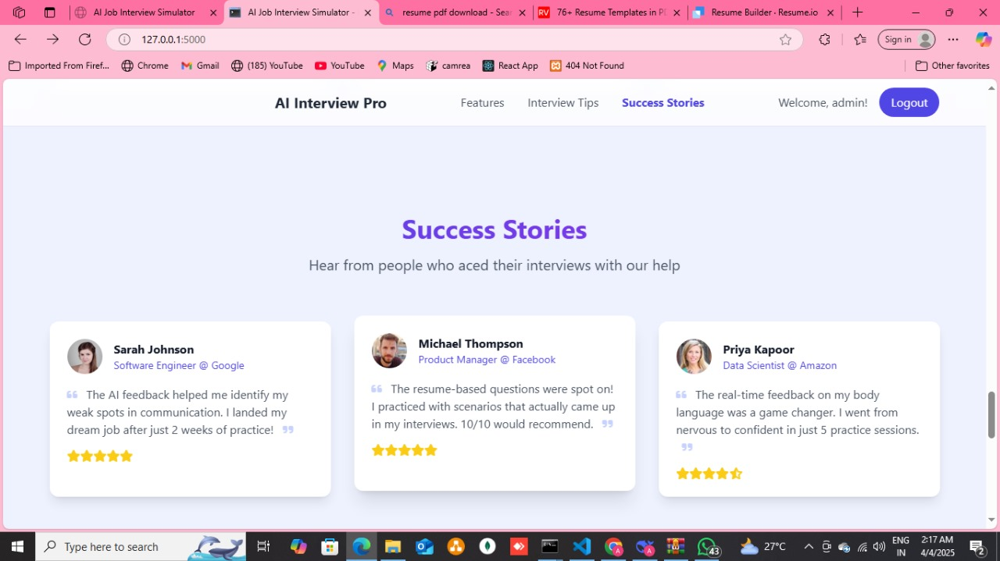 AI Job Interview Simulator
AI Job Interview Simulator -
resume pdf download - Sear
RV 76+ Resume Templates in PD
Resume Builder · Resume.io
127.0.0.1:5000
Sign in
Imported From Firef...
Chrome
Gmail
(185) YouTube
YouTube
Maps
camrea
React App
404 Not Found
Other favorites
AI Interview Pro
Features
Interview Tips
Success Stories
Welcome, admin!
Logout
Success Stories
Hear from people who aced their interviews with our help
Sarah Johnson
Software Engineer @ Google
“ The AI feedback helped me identify my
weak spots in communication. I landed my
dream job after just 2 weeks of practice! ”
Michael Thompson
Product Manager @ Facebook
“ The resume-based questions were spot on!
I practiced with scenarios that actually came up
in my interviews. 10/10 would recommend. ”
Priya Kapoor
Data Scientist @ Amazon
“ The real-time feedback on my body
language was a game changer. I went from
nervous to confident in just 5 practice sessions.
”
Type here to search
43
27°C
ENG
IN
2:17 AM
4/4/2025
2